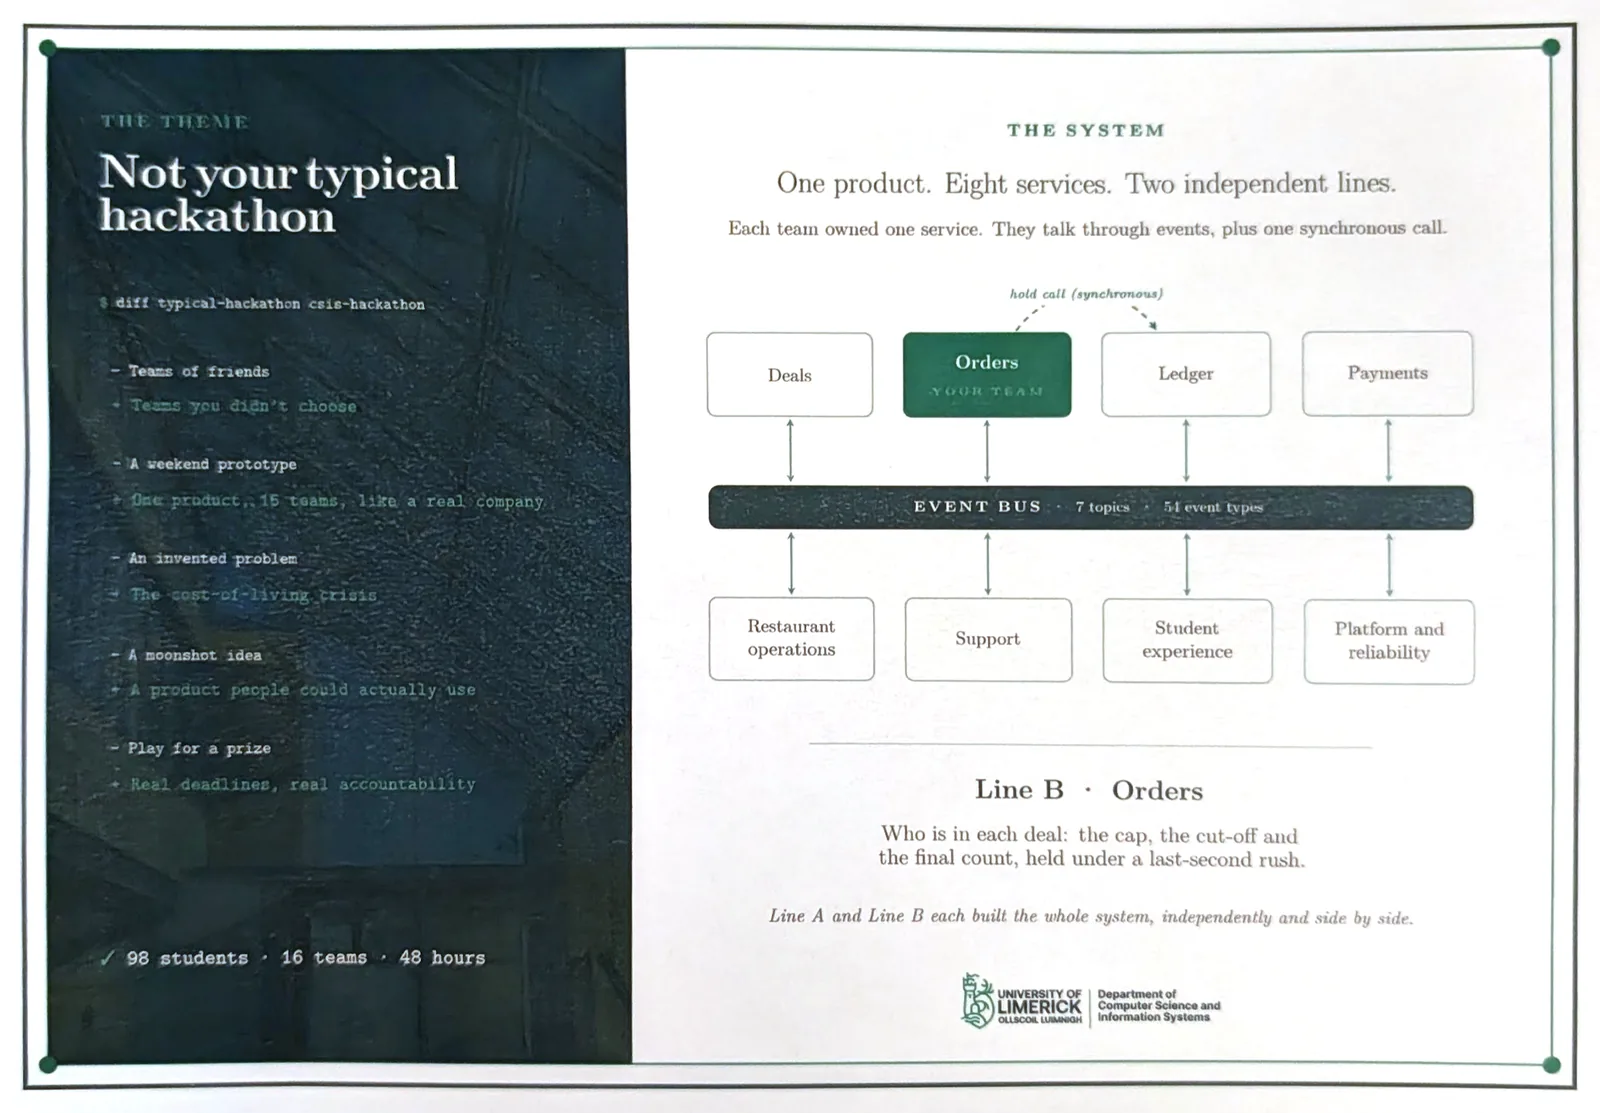 THE THEME
Not your typical
hackathon
$ diff typical-hackathon csis-hackathon
- Teams of friends
+ Teams you didn't choose
- A weekend prototype
+ One product, 15 teams, like a real company
- An invented problem
+ The cost-of-living crisis
- A moonshot idea
+ A product people could actually use
- Play for a prize
+ Real deadlines, real accountability
✓ 98 students · 16 teams · 48 hours
THE SYSTEM
One product. Eight services. Two independent lines.
Each team owned one service. They talk through events, plus one synchronous call.
hold call (synchronous)
Deals
Orders
YOUR TEAM
Ledger
Payments
EVENT BUS · 7 topics · 54 event types
Restaurant
operations
Support
Student
experience
Platform and
reliability
Line B · Orders
Who is in each deal: the cap, the cut-off and
the final count, held under a last-second rush.
Line A and Line B each built the whole system, independently and side by side.
UNIVERSITY OF
LIMERICK
OLLSCOIL LUIMNIGH
Department of
Computer Science and
Information Systems